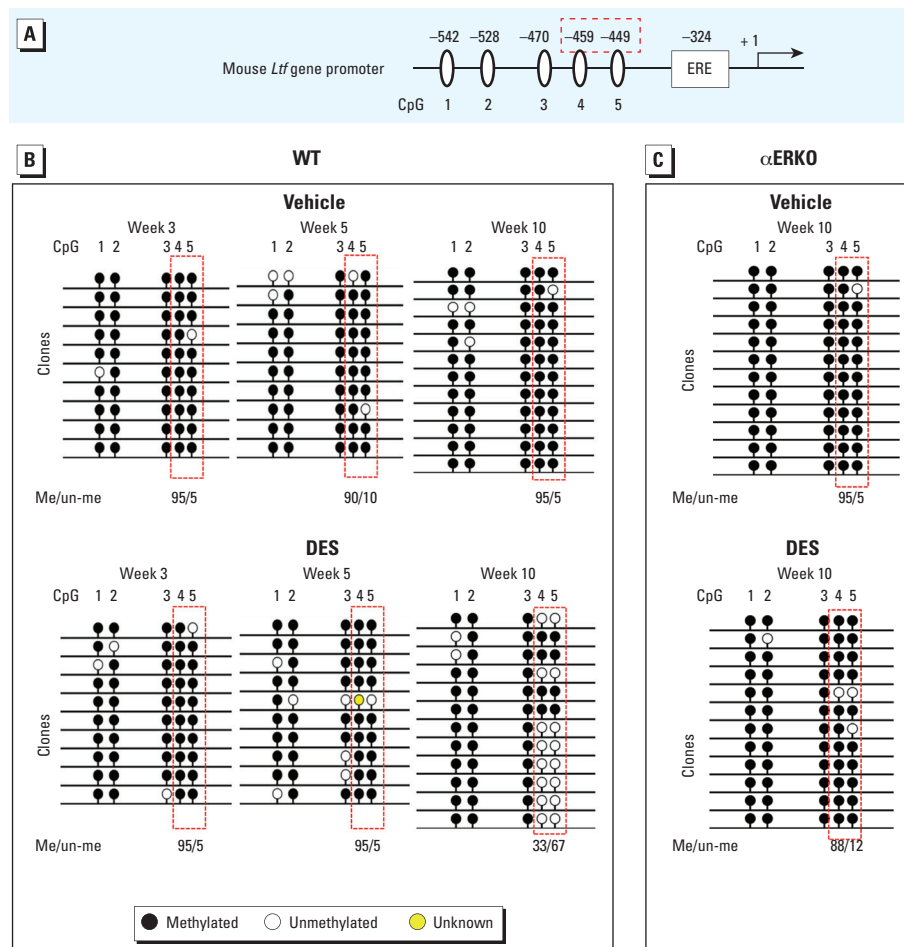 A
−542 −528 −470 −459 −449 −324 + 1
Mouse Ltf gene promoter
ERE
CpG 1 2 3 4 5
B
WT
Vehicle
Week 3 Week 5 Week 10
CpG 1 2 3 4 5 1 2 3 4 5 1 2 3 4 5
Clones
Me/un-me 95/5 90/10 95/5
DES
Week 3 Week 5 Week 10
CpG 1 2 3 4 5 1 2 3 4 5 1 2 3 4 5
Clones
Me/un-me 95/5 95/5 33/67
Methylated Unmethylated Unknown
C
αERKO
Vehicle
Week 10
CpG 1 2 3 4 5
Clones
Me/un-me 95/5
DES
Week 10
CpG 1 2 3 4 5
Clones
Me/un-me 88/12